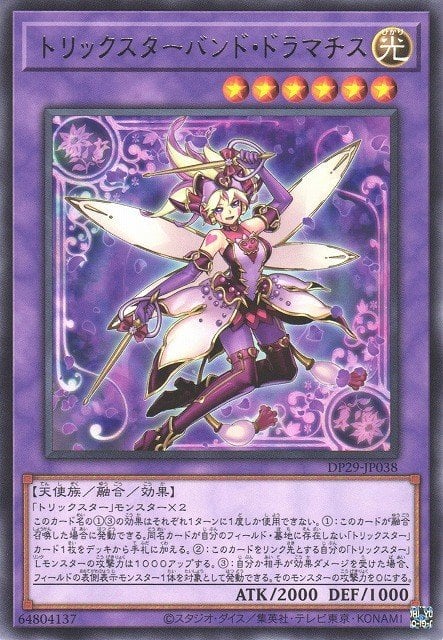 トリックスターバンド・ドラマチス
光
DP29-JP038
【天使族／融合／効果】
「トリックスター」モンスター×２
このカード名の①③の効果はそれぞれ１ターンに１度しか使用できない。①：このカードが融合
召喚した場合に発動できる。同名カードが自分のフィールド・墓地に存在しない「トリックスター」
カード１枚をデッキから手札に加える。②：このカードをリンク先とする自分の「トリックスター」
リンクモンスターの攻撃力は１０００アップする。③：自分か相手が効果ダメージを受けた場合、
フィールドの表側表示モンスター１体を対象として発動できる。そのモンスターの攻撃力を０にする。
ATK/2000 DEF/1000
64804137
©スタジオ・ダイス／集英社・テレビ東京・KONAMI